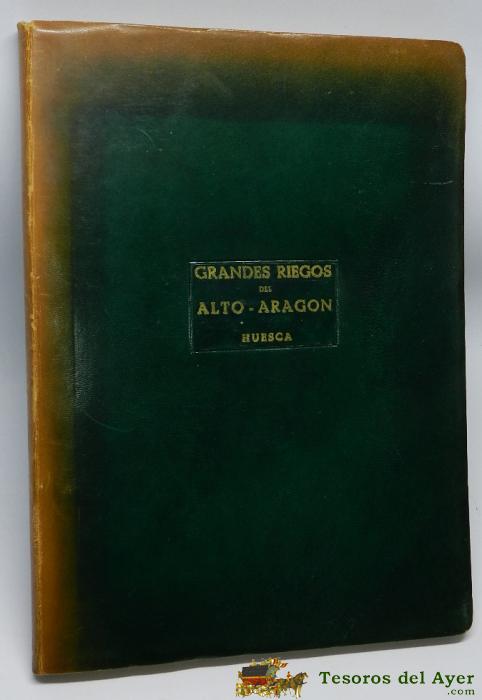 GRANDES RIEGOS
DEL
ALTO - ARAGON
HUESCA
Tesoros del Ayer
.com